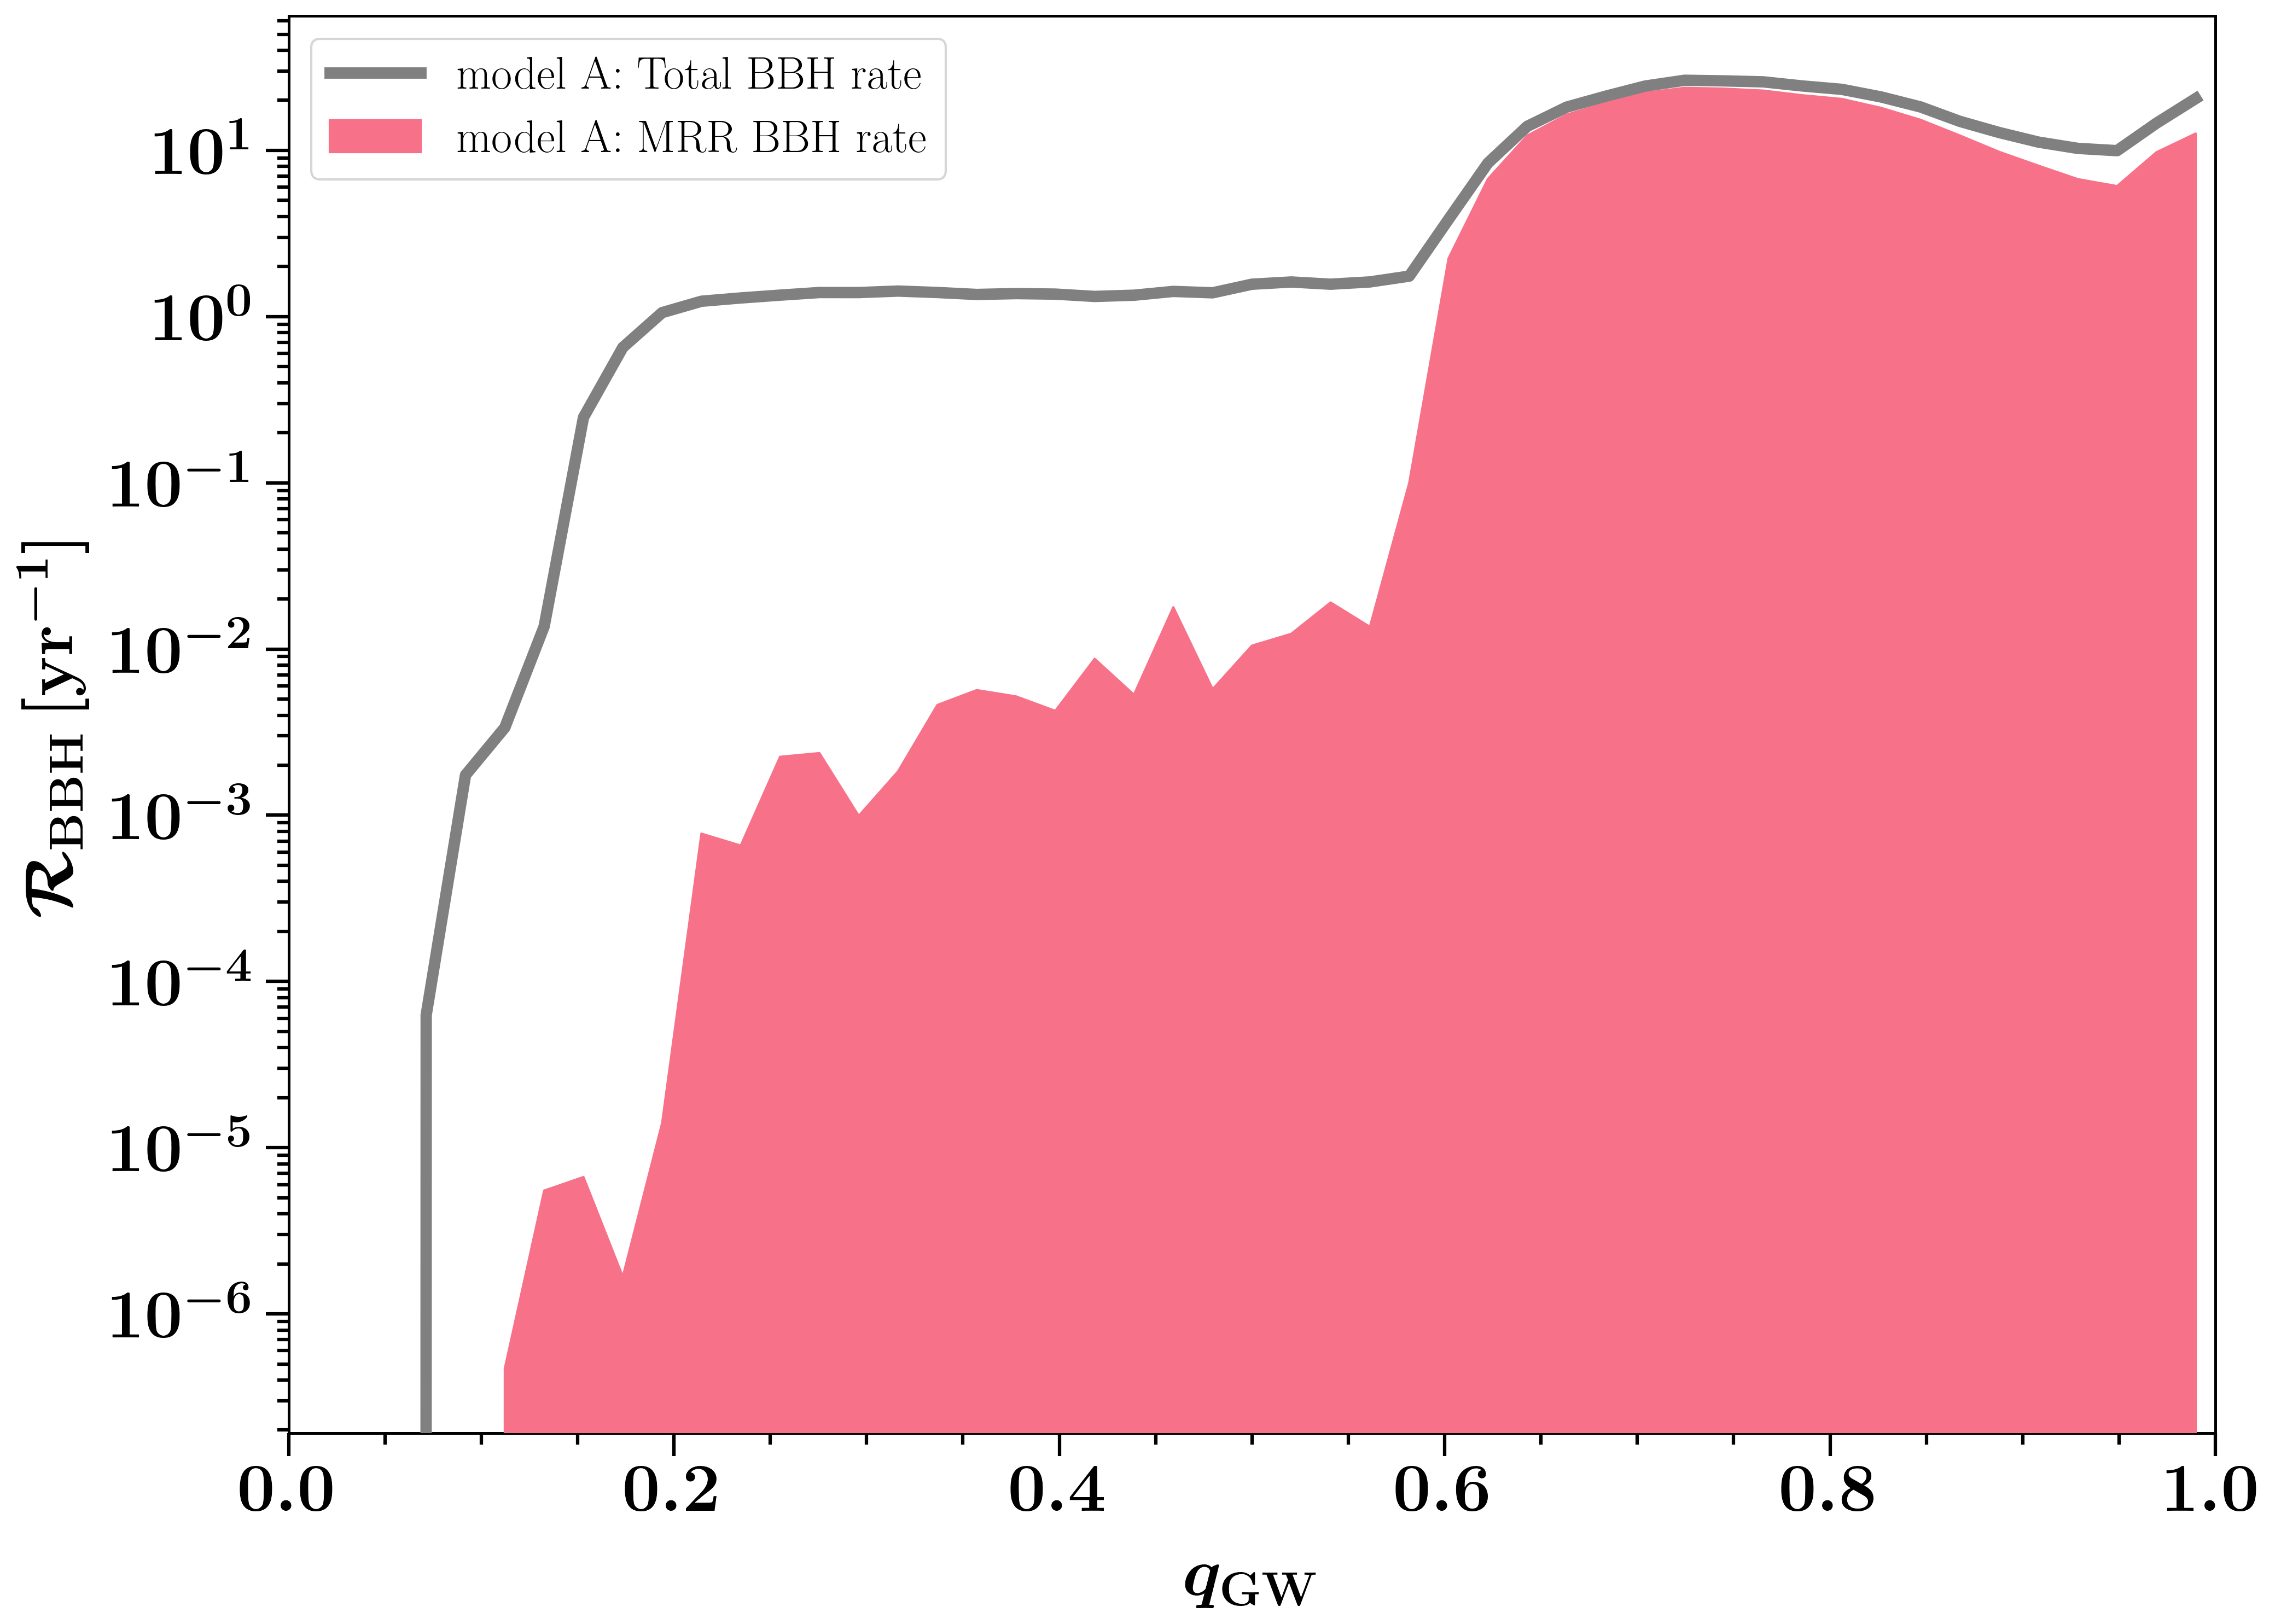 model A: Total BBH rate
model A: MRR BBH rate
10¹
10⁰
10⁻¹
10⁻²
10⁻³
10⁻⁴
10⁻⁵
10⁻⁶
𝓡BBH [yr⁻¹]
0.0 0.2 0.4 0.6 0.8 1.0
qGW